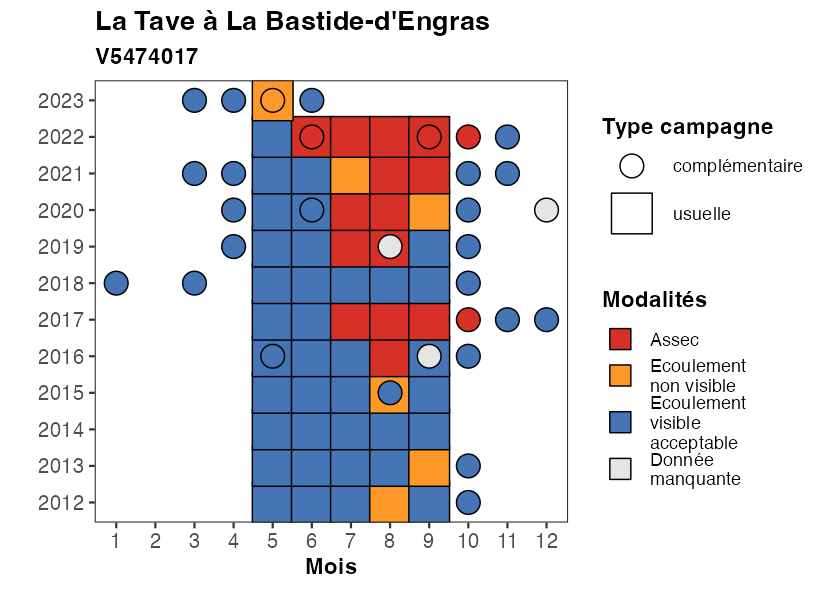 La Tave à La Bastide-d'Engras
V5474017
2023
2022
2021
2020
2019
2018
2017
2016
2015
2014
2013
2012
1 2 3 4 5 6 7 8 9 10 11 12
Mois
Type campagne
complémentaire
usuelle
Modalités
Assec
Ecoulement
non visible
Ecoulement
visible
acceptable
Donnée
manquante